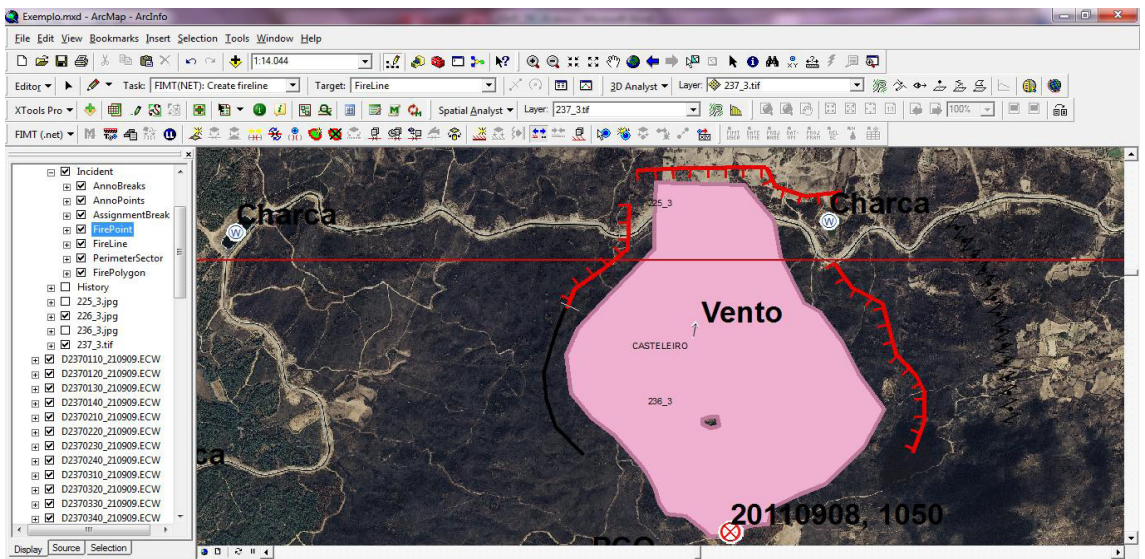 Exemplo.mxd - ArcMap - ArcInfo
File Edit View Bookmarks Insert Selection Tools Window Help
1:14.044
Editor Task: FIMT(NET): Create fireline Target: FireLine 3D Analyst Layer: 237_3.tif
XTools Pro Spatial Analyst Layer: 237_3.tif 100%
FIMT (.net)
Incident
AnnoBreaks
AnnoPoints
AssignmentBreak
FirePoint
FireLine
PerimeterSector
FirePolygon
History
225_3.jpg
226_3.jpg
236_3.jpg
237_3.tif
D2370110_210909.ECW
D2370120_210909.ECW
D2370130_210909.ECW
D2370140_210909.ECW
D2370210_210909.ECW
D2370220_210909.ECW
D2370230_210909.ECW
D2370240_210909.ECW
D2370310_210909.ECW
D2370320_210909.ECW
D2370330_210909.ECW
D2370340_210909.ECW
Display Source Selection
Charca
W
225_3
Charca
W
Vento
CASTELEIRO
236_3
ca
20110908, 1050